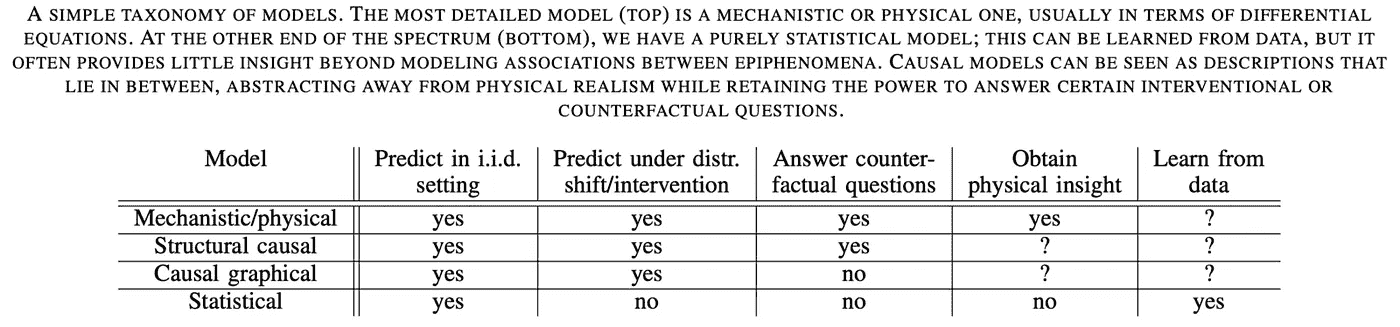 A SIMPLE TAXONOMY OF MODELS. THE MOST DETAILED MODEL (TOP) IS A MECHANISTIC OR PHYSICAL ONE, USUALLY IN TERMS OF DIFFERENTIAL
EQUATIONS. AT THE OTHER END OF THE SPECTRUM (BOTTOM), WE HAVE A PURELY STATISTICAL MODEL; THIS CAN BE LEARNED FROM DATA, BUT IT
OFTEN PROVIDES LITTLE INSIGHT BEYOND MODELING ASSOCIATIONS BETWEEN EPIPHENOMENA. CAUSAL MODELS CAN BE SEEN AS DESCRIPTIONS THAT
LIE IN BETWEEN, ABSTRACTING AWAY FROM PHYSICAL REALISM WHILE RETAINING THE POWER TO ANSWER CERTAIN INTERVENTIONAL OR
COUNTERFACTUAL QUESTIONS.
Model Predict in i.i.d. Predict under distr. Answer counter- Obtain Learn from
setting shift/intervention factual questions physical insight data
Mechanistic/physical yes yes yes yes ?
Structural causal yes yes yes ? ?
Causal graphical yes yes no ? ?
Statistical yes no no no yes